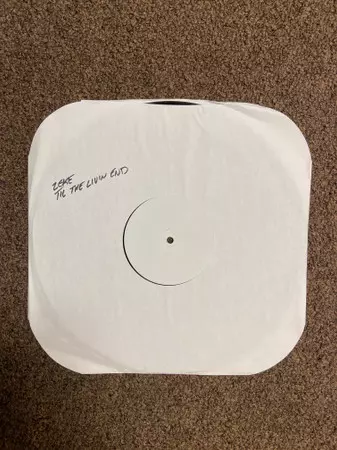 ZEKE
'TIL THE LIVIN END